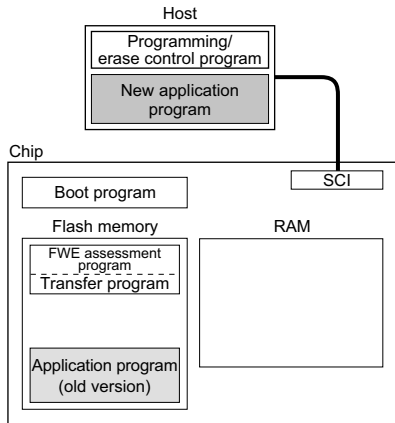 Host
Programming/
erase control program
New application
program
Chip
SCI
Boot program
Flash memory
RAM
FWE assessment
program
Transfer program
Application program
(old version)